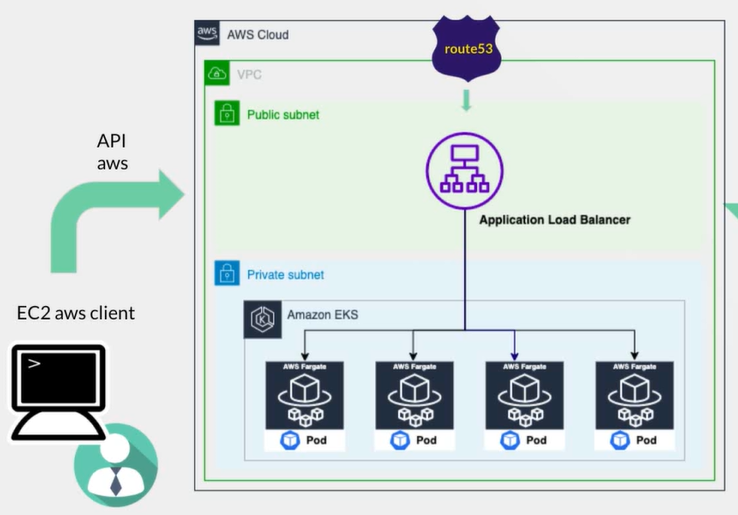 aws
AWS Cloud
route53
VPC
Public subnet
API
aws
Application Load Balancer
Private subnet
EC2 aws client
Amazon EKS
K
>_
AWS Fargate
AWS Fargate
AWS Fargate
AWS Fargate
Pod
Pod
Pod
Pod